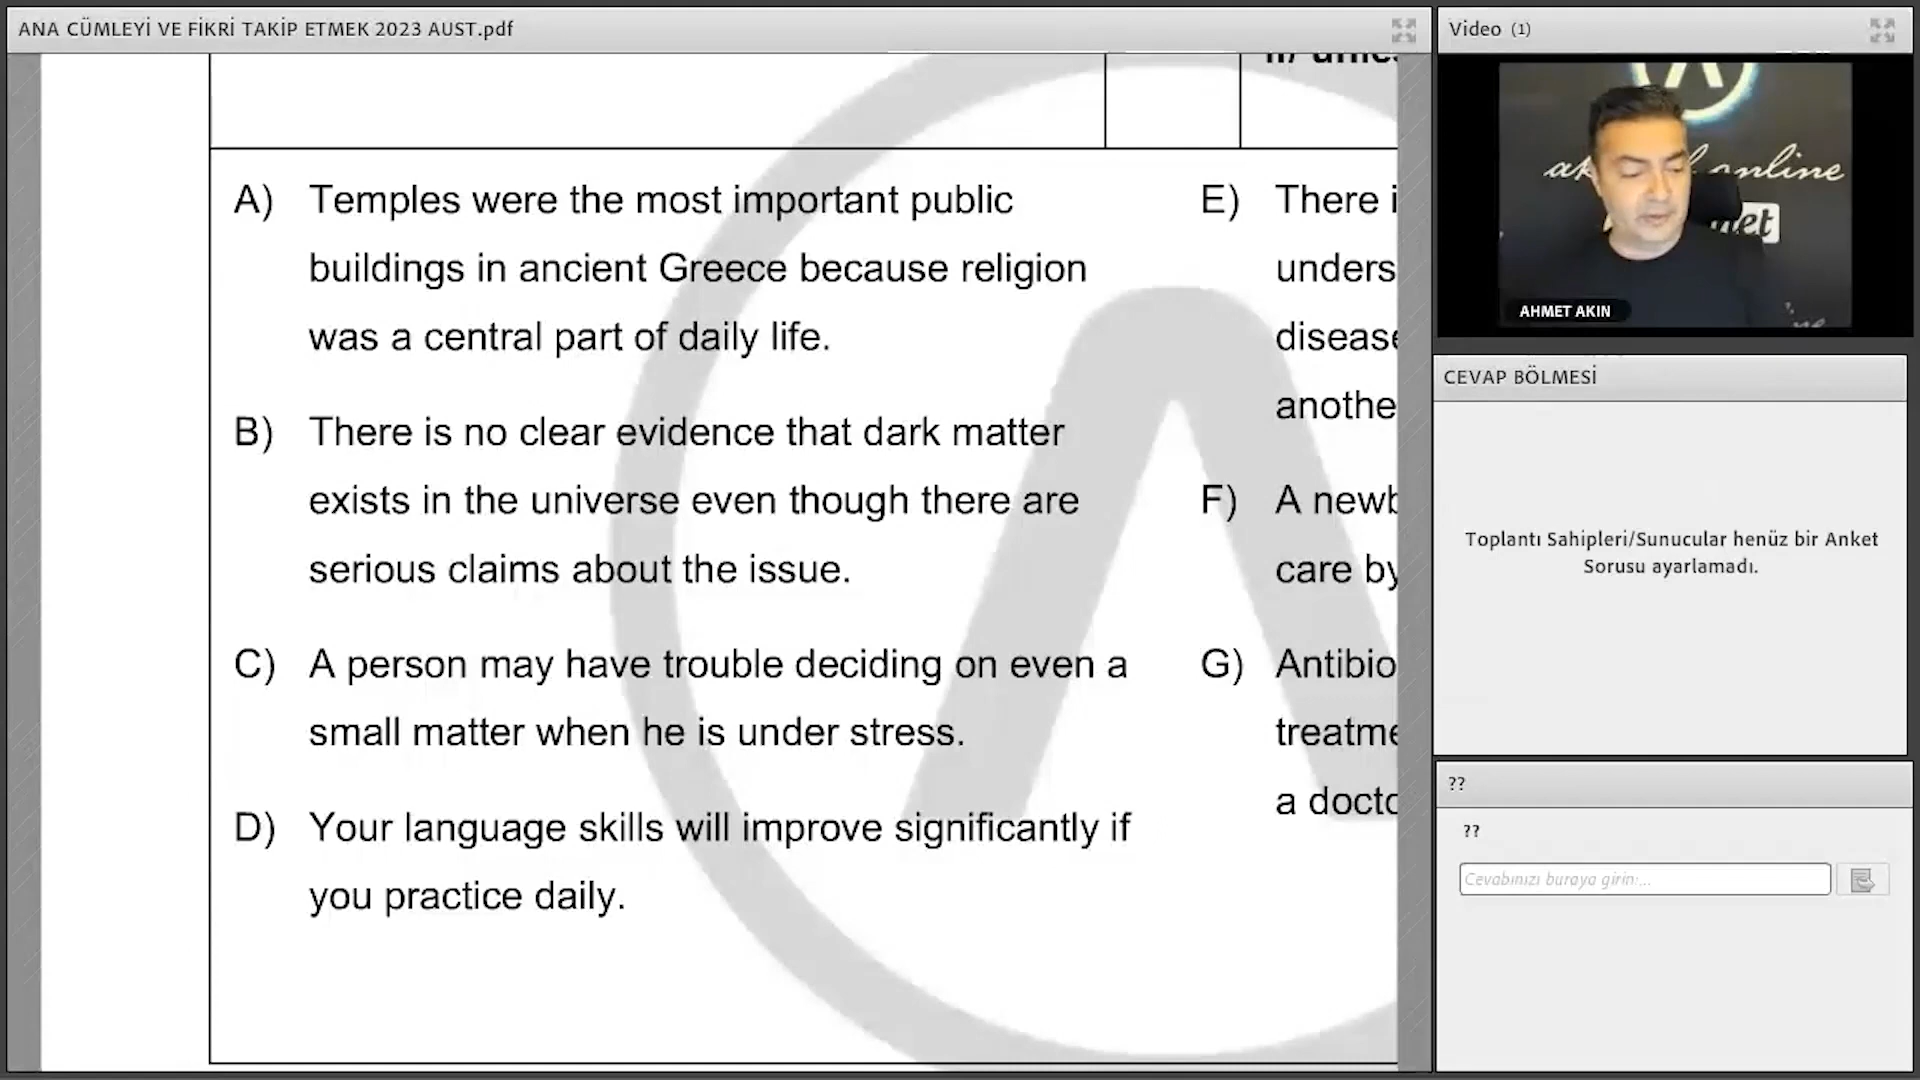 ANA CÜMLEYİ VE FİKRİ TAKİP ETMEK 2023 AUST.pdf
A) Temples were the most important public
buildings in ancient Greece because religion
was a central part of daily life.
B) There is no clear evidence that dark matter
exists in the universe even though there are
serious claims about the issue.
C) A person may have trouble deciding on even a
small matter when he is under stress.
D) Your language skills will improve significantly if
you practice daily.
E) There i
unders
disease
anothe
F) A newb
care by
G) Antibio
treatme
a docto
Video (1)
online
AHMET AKIN
CEVAP BÖLMESİ
Toplantı Sahipleri/Sunucular henüz bir Anket
Sorusu ayarlamadı.
??
??
Cevabınızı buraya girin:...